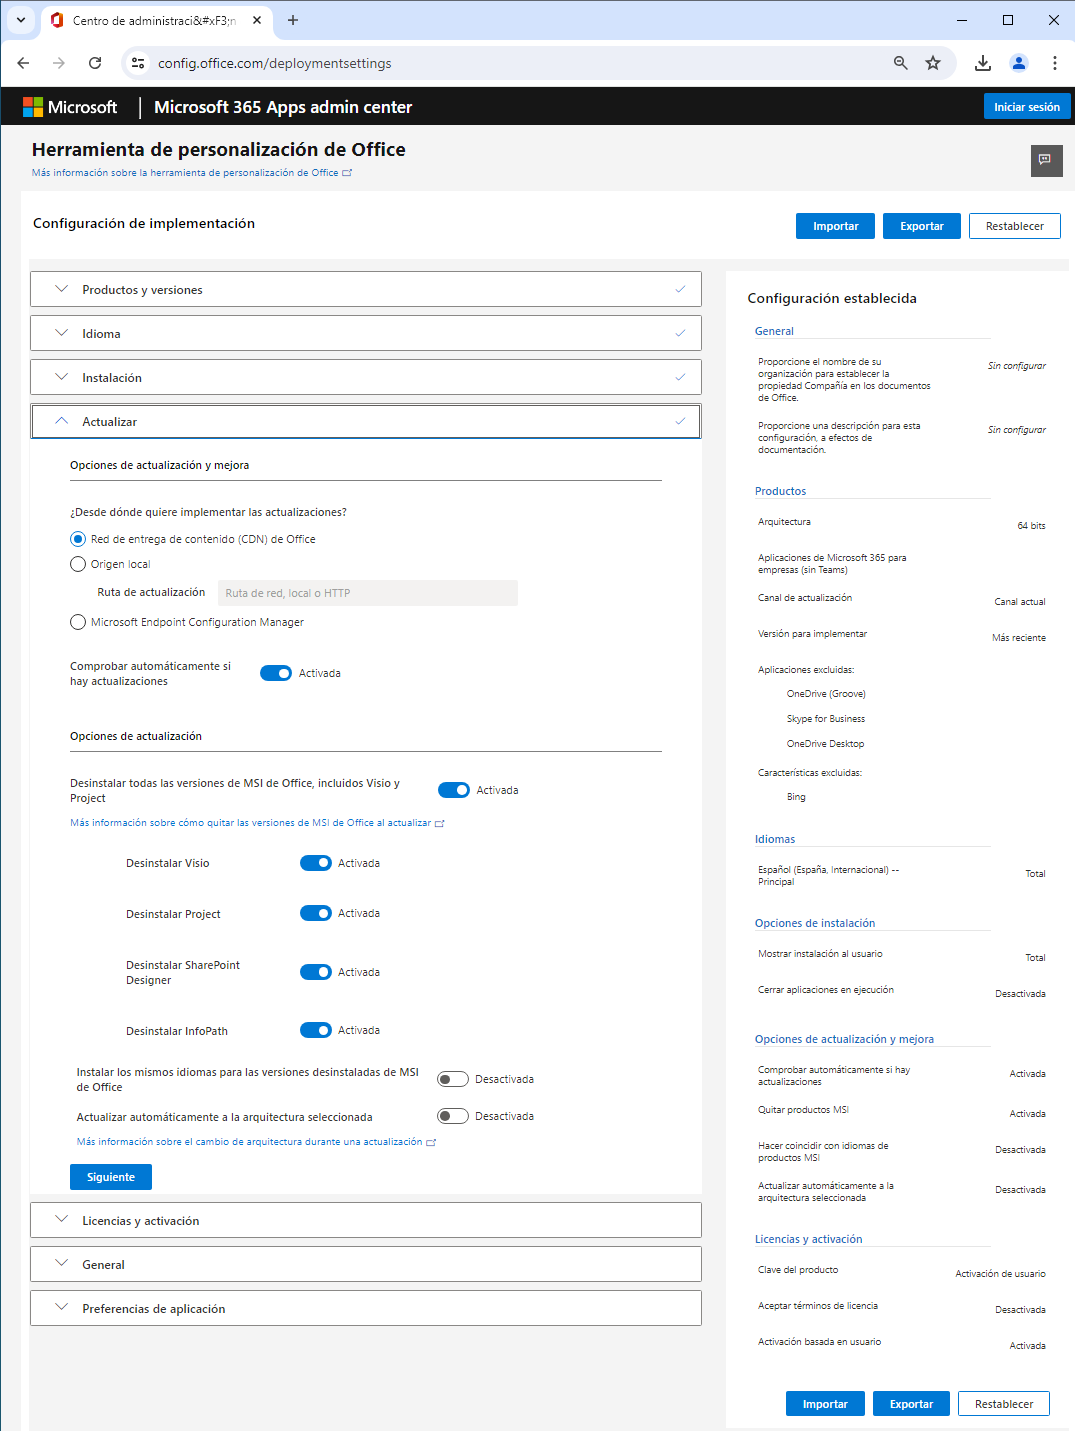 Centro de administraci&#xF3;n
config.office.com/deploymentsettings
Microsoft
Microsoft 365 Apps admin center
Iniciar sesión
Herramienta de personalización de Office
Más información sobre la herramienta de personalización de Office
Configuración de implementación
Importar
Exportar
Restablecer
Productos y versiones
Idioma
Instalación
Actualizar
Opciones de actualización y mejora
¿Desde dónde quiere implementar las actualizaciones?
Red de entrega de contenido (CDN) de Office
Origen local
Ruta de actualización
Ruta de red, local o HTTP
Microsoft Endpoint Configuration Manager
Comprobar automáticamente si
hay actualizaciones
Activada
Opciones de actualización
Desinstalar todas las versiones de MSI de Office, incluidos Visio y
Project
Activada
Más información sobre cómo quitar las versiones de MSI de Office al actualizar
Desinstalar Visio
Activada
Desinstalar Project
Activada
Desinstalar SharePoint
Designer
Activada
Desinstalar InfoPath
Activada
Instalar los mismos idiomas para las versiones desinstaladas de MSI
de Office
Desactivada
Actualizar automáticamente a la arquitectura seleccionada
Desactivada
Más información sobre el cambio de arquitectura durante una actualización
Siguiente
Licencias y activación
General
Preferencias de aplicación
Configuración establecida
General
Proporcione el nombre de su
organización para establecer la
propiedad Compañía en los documentos
de Office.
Sin configurar
Proporcione una descripción para esta
configuración, a efectos de
documentación.
Sin configurar
Productos
Arquitectura
64 bits
Aplicaciones de Microsoft 365 para
empresas (sin Teams)
Canal de actualización
Canal actual
Versión para implementar
Más reciente
Aplicaciones excluidas:
OneDrive (Groove)
Skype for Business
OneDrive Desktop
Características excluidas:
Bing
Idiomas
Español (España, Internacional) --
Principal
Total
Opciones de instalación
Mostrar instalación al usuario
Total
Cerrar aplicaciones en ejecución
Desactivada
Opciones de actualización y mejora
Comprobar automáticamente si hay
actualizaciones
Activada
Quitar productos MSI
Activada
Hacer coincidir con idiomas de
productos MSI
Desactivada
Actualizar automáticamente a la
arquitectura seleccionada
Desactivada
Licencias y activación
Clave del producto
Activación de usuario
Aceptar términos de licencia
Desactivada
Activación basada en usuario
Activada
Importar
Exportar
Restablecer